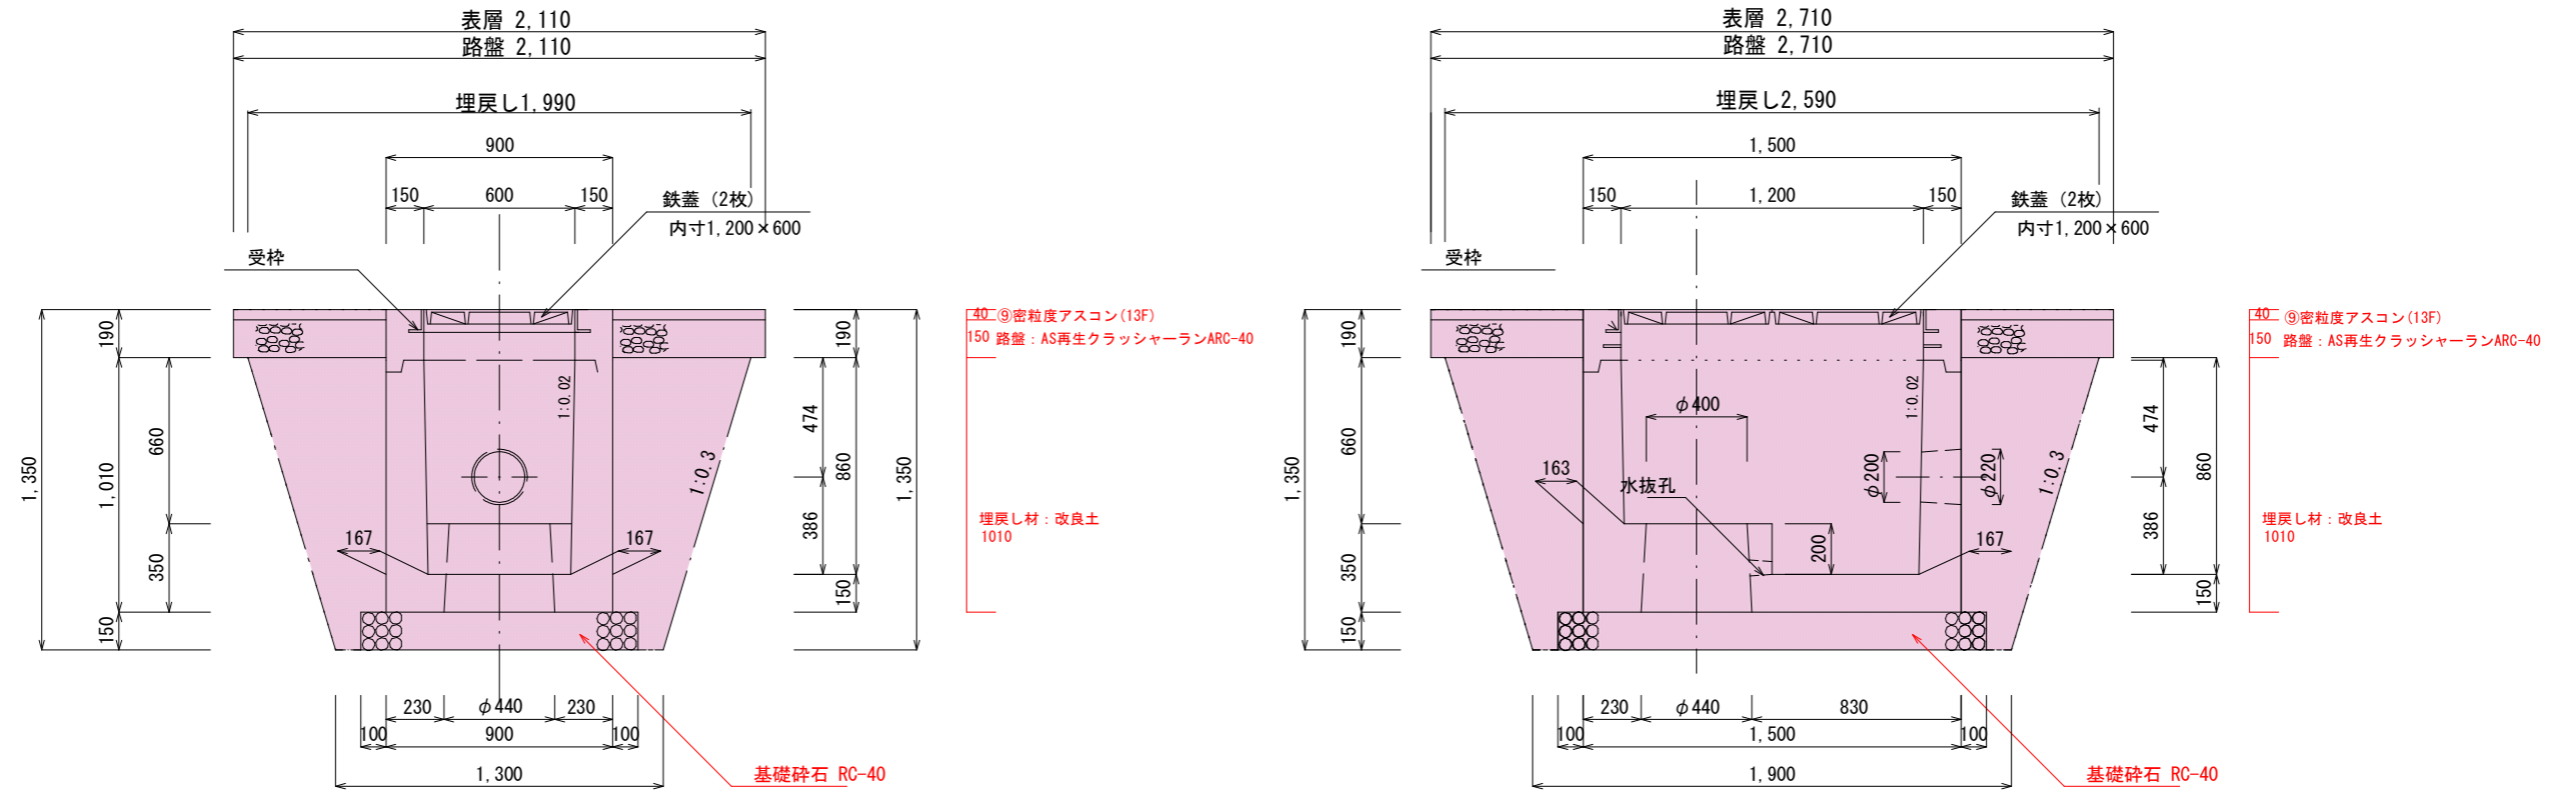 表層 2,110
路盤 2,110
埋戻し1,990
900
150
600
150
鉄蓋 (2枚)
内寸1,200×600
受枠
1,350
190
1,010
660
350
150
1:0.02
1:0.3
167
167
190
474
860
386
150
1,350
40 ⑨密粒度アスコン(13F)
150 路盤：AS再生クラッシャーランARC-40
埋戻し材：改良土
1010
230
φ440
230
100
900
100
1,300
基礎砕石 RC-40
表層 2,710
路盤 2,710
埋戻し2,590
1,500
150
1,200
150
鉄蓋 (2枚)
内寸1,200×600
受枠
1,350
190
660
350
150
φ400
163
水抜孔
200
1:0.02
φ200
φ220
1:0.3
167
474
860
386
150
40 ⑨密粒度アスコン(13F)
150 路盤：AS再生クラッシャーランARC-40
埋戻し材：改良土
1010
230
φ440
830
100
1,500
100
1,900
基礎砕石 RC-40